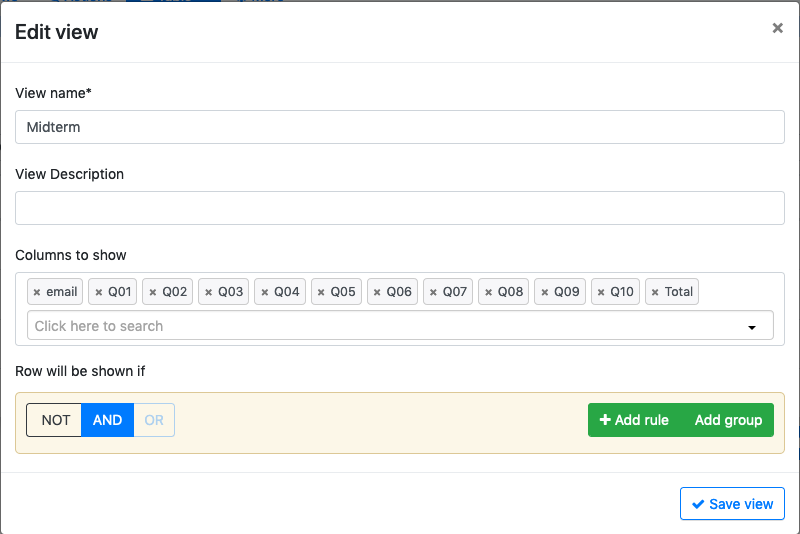 Edit view
×
View name*
Midterm
View Description
Columns to show
× email × Q01 × Q02 × Q03 × Q04 × Q05 × Q06 × Q07 × Q08 × Q09 × Q10 × Total
Click here to search
Row will be shown if
NOT AND OR + Add rule Add group
Save view